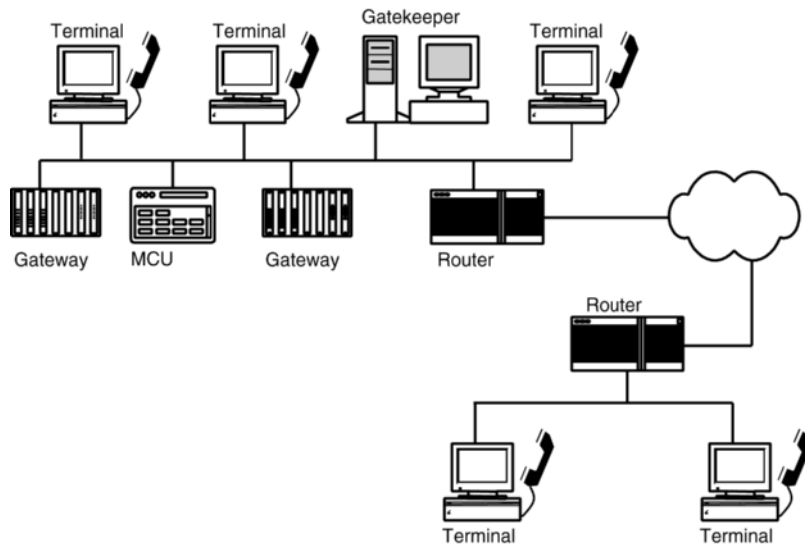 Gatekeeper
Terminal
Terminal
Terminal
Gateway
MCU
Gateway
Router
Router
Terminal
Terminal